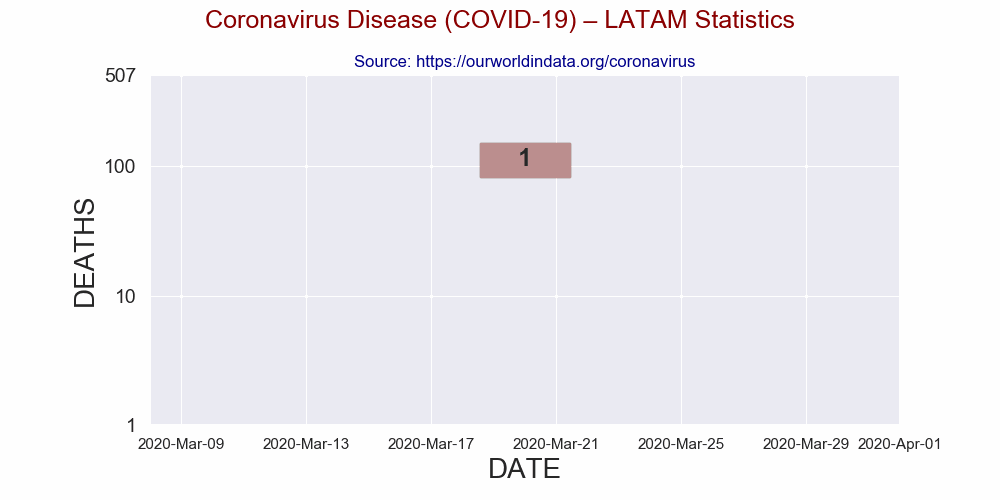 Coronavirus Disease (COVID-19) – LATAM Statistics
Source: https://ourworldindata.org/coronavirus
507
100
10
1
DEATHS
1
2020-Mar-09 2020-Mar-13 2020-Mar-17 2020-Mar-21 2020-Mar-25 2020-Mar-29 2020-Apr-01
DATE